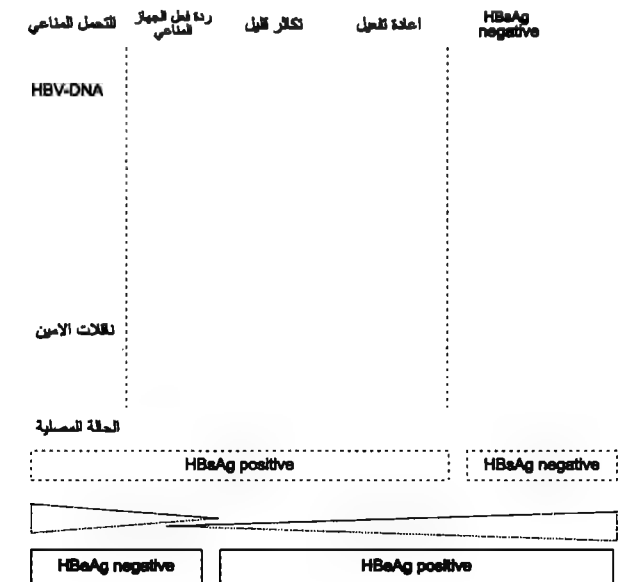 التحمل المناعي
ردة فعل الجهاز
المناعي
تكاثر قليل
اعادة تفعيل
HBsAg
negative
HBV-DNA
ناقلات الامين
الحالة المصلية
HBsAg positive
HBsAg negative
HBeAg negative
HBeAg positive